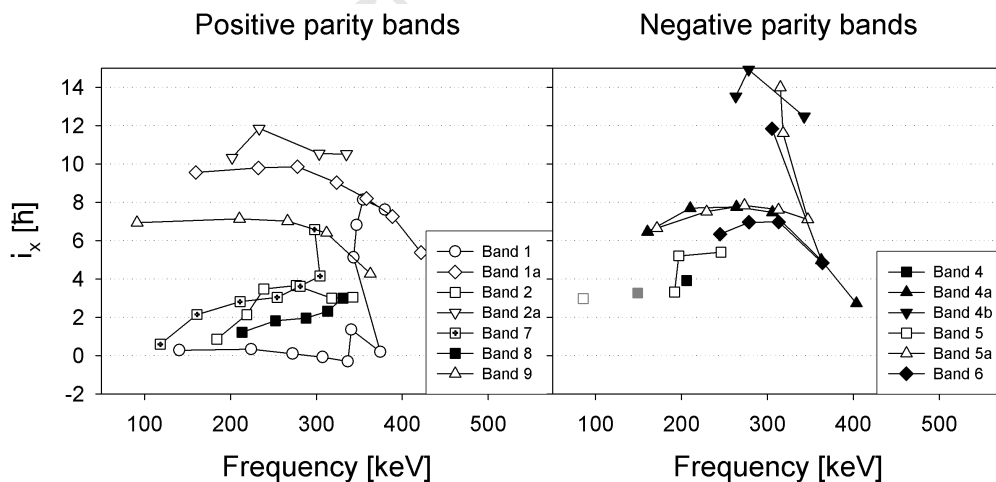 Positive parity bands
Negative parity bands
i_x [ħ]
14
12
10
8
6
4
2
0
-2
Band 1
Band 1a
Band 2
Band 2a
Band 7
Band 8
Band 9
Band 4
Band 4a
Band 4b
Band 5
Band 5a
Band 6
100 200 300 400 500
100 200 300 400 500
Frequency [keV]
Frequency [keV]